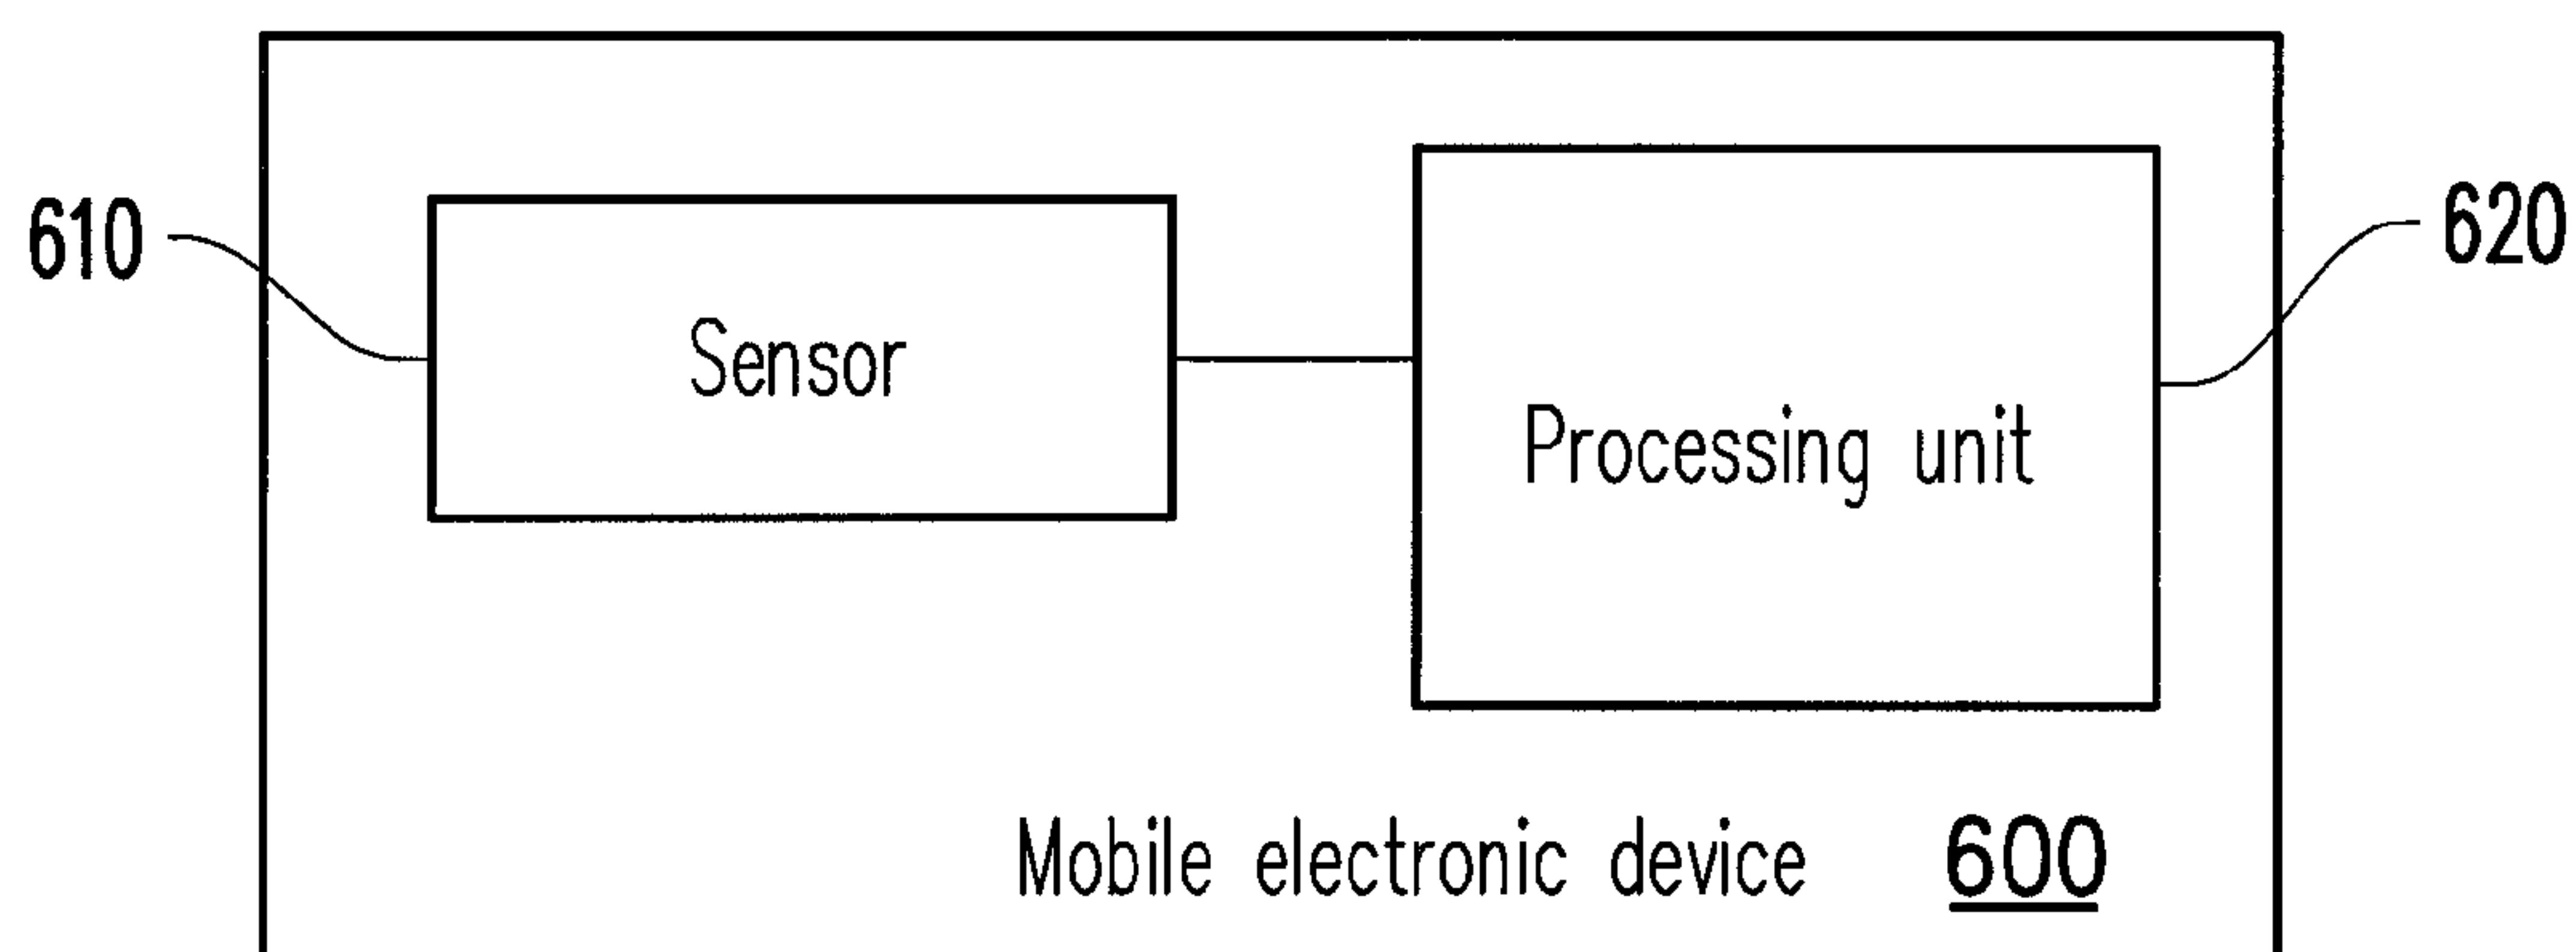 610
620
Sensor
Processing unit
Mobile electronic device 600